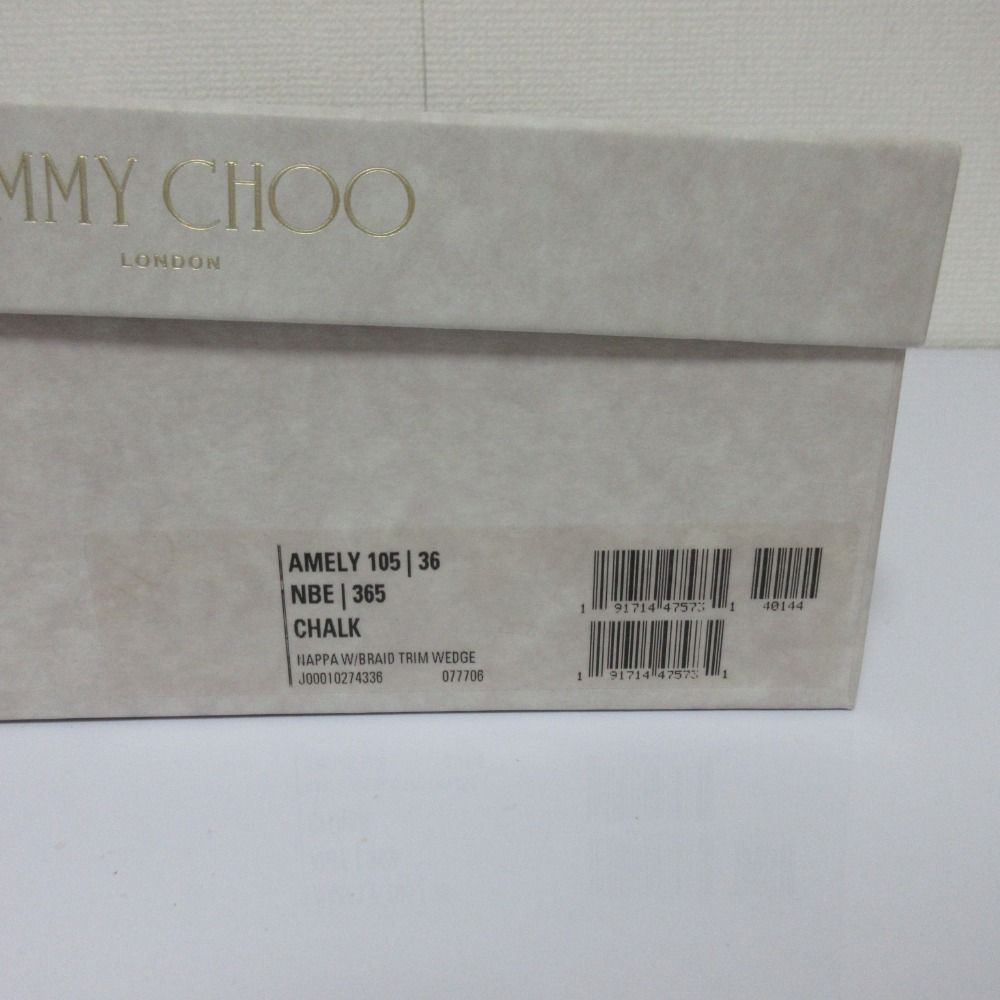 MMY CHOO
LONDON
AMELY 105 | 36
NBE | 365
CHALK
NAPPA W/BRAID TRIM WEDGE
J00010274336 077706
1 91714 47573 1
40144
1 91714 47573 1